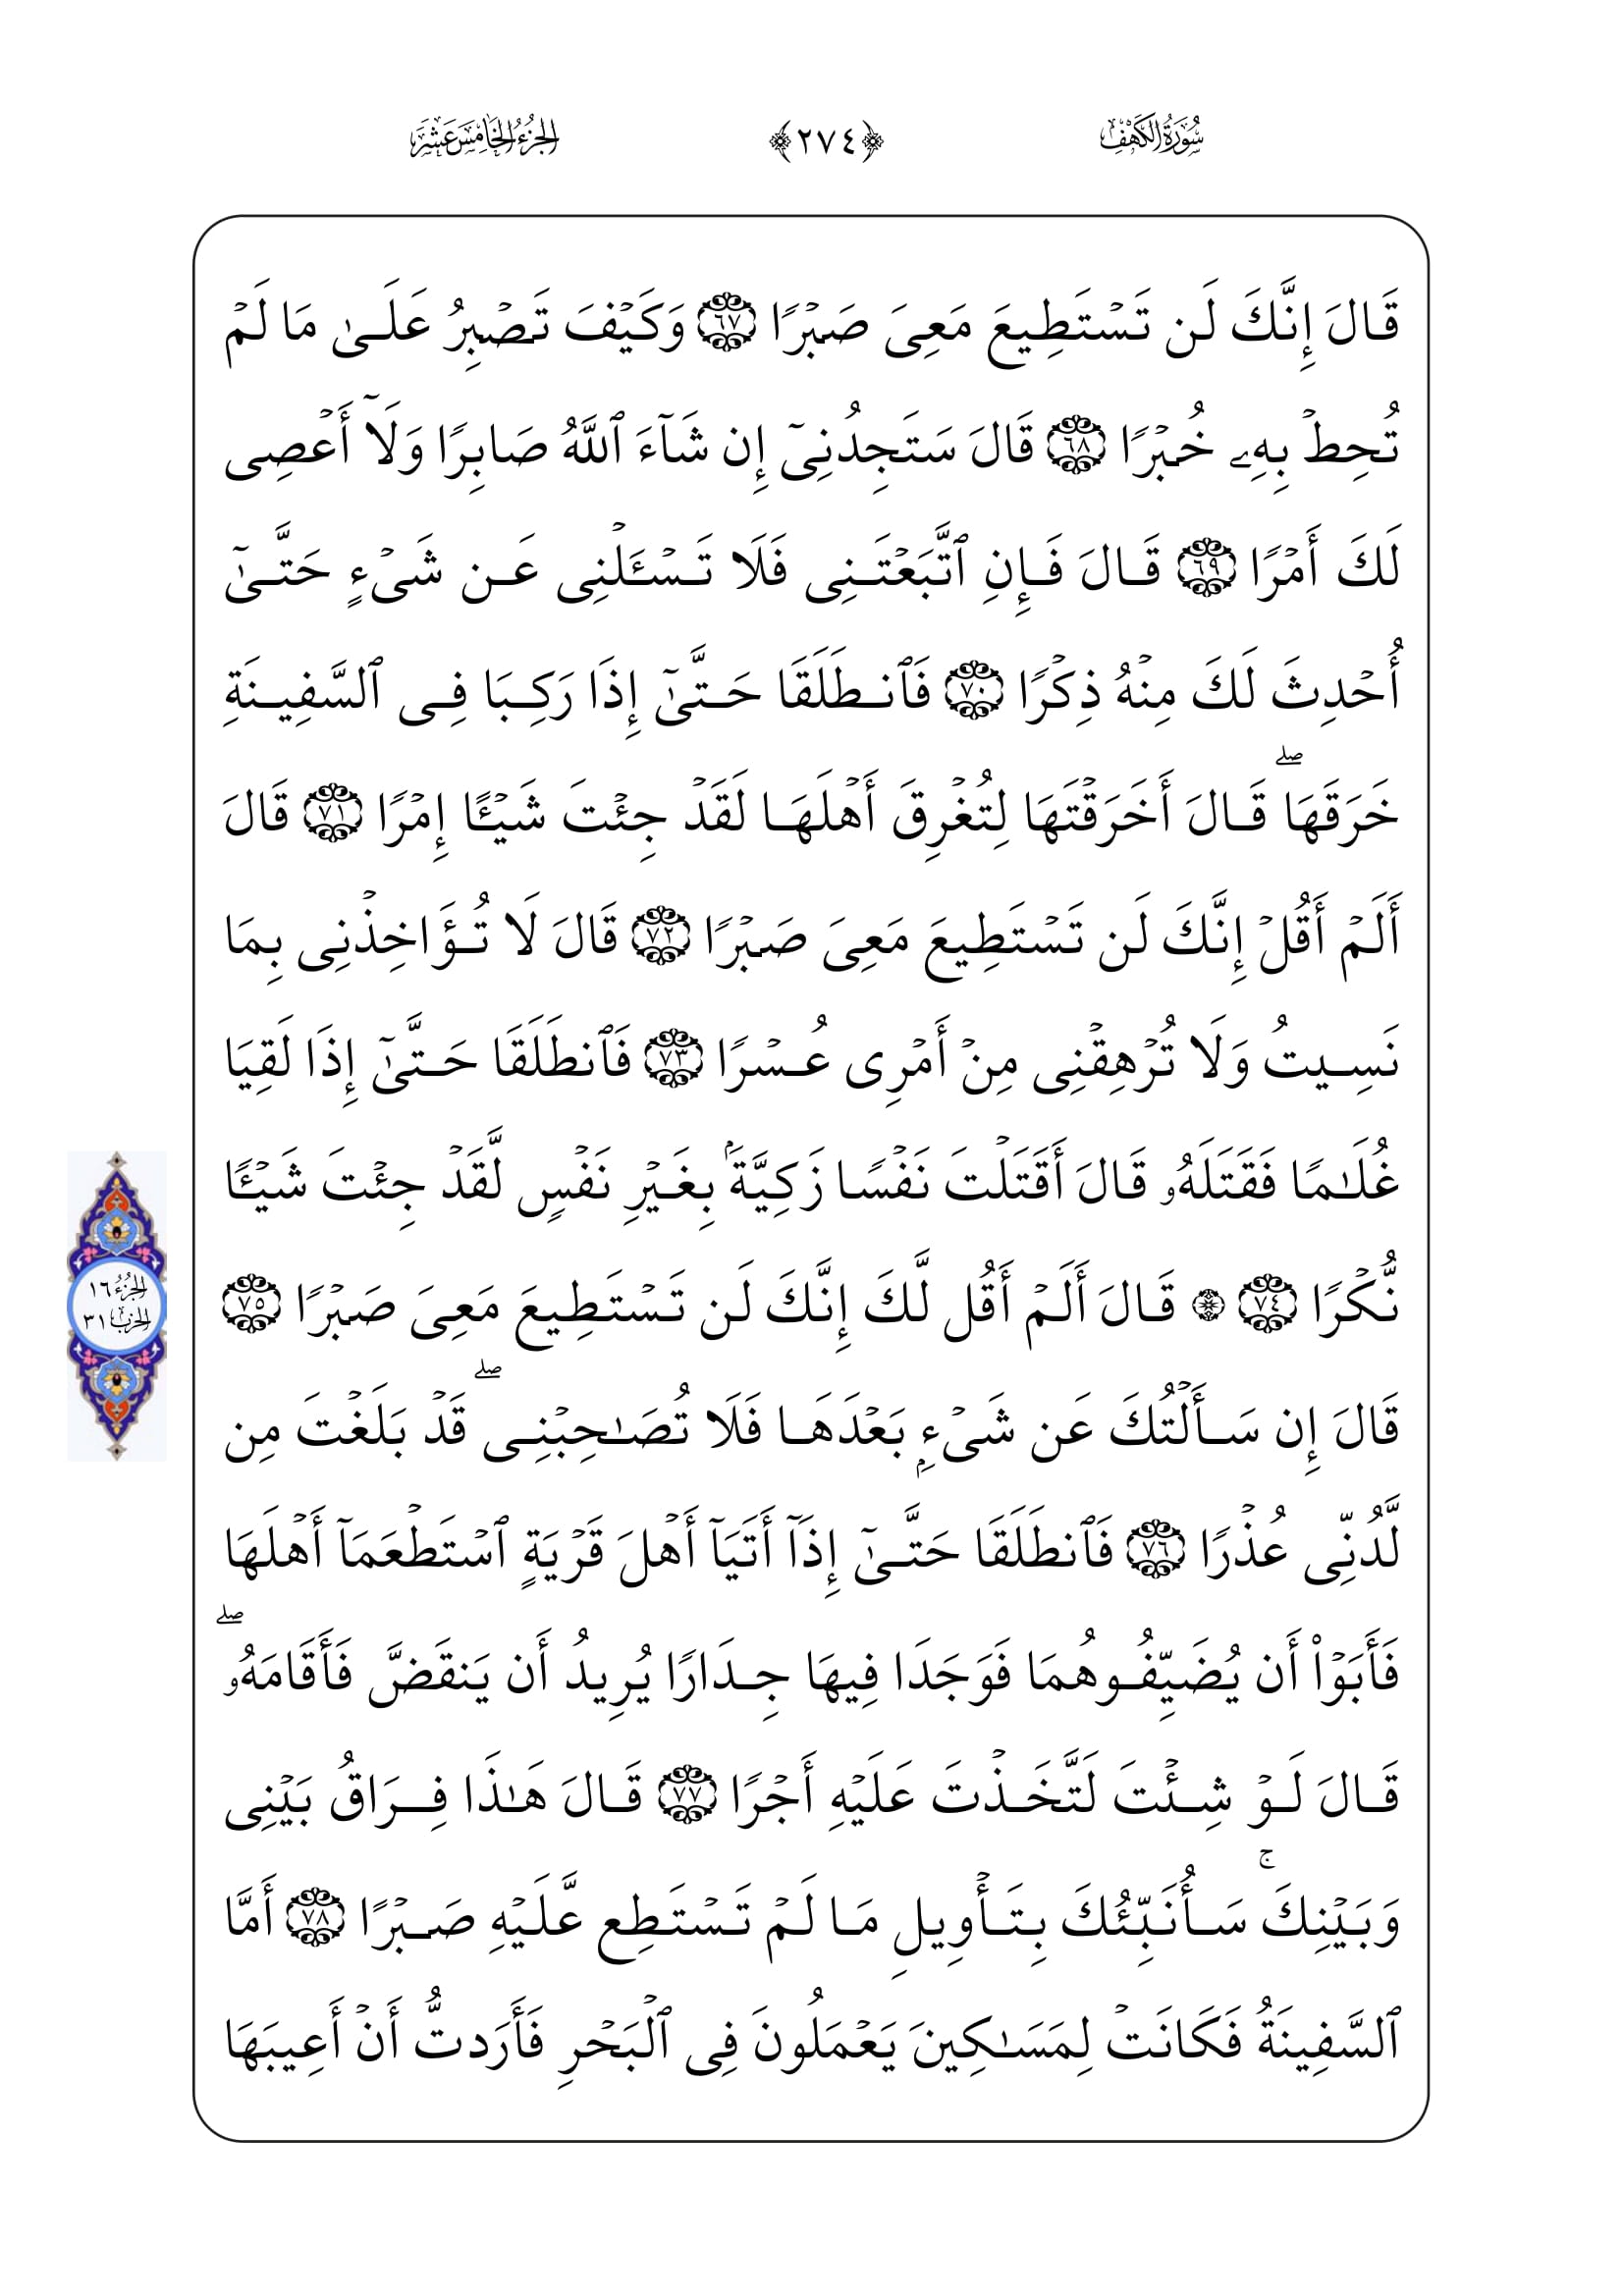 سُورَةُ الكَهْفِ
﴿٢٧٤﴾
الجُزْءُ الخَامِسَ عَشَرَ
قَالَ إِنَّكَ لَن تَسۡتَطِيعَ مَعِىَ صَبۡرًا ٦٧ وَكَيۡفَ تَصۡبِرُ عَلَىٰ مَا لَمۡ
تُحِطۡ بِهِۦ خُبۡرًا ٦٨ قَالَ سَتَجِدُنِىٓ إِن شَآءَ ٱللَّهُ صَابِرًا وَلَآ أَعۡصِى
لَكَ أَمۡرًا ٦٩ قَالَ فَإِنِ ٱتَّبَعۡتَنِى فَلَا تَسۡـَٔلۡنِى عَن شَىۡءٍ حَتَّىٰٓ
أُحۡدِثَ لَكَ مِنۡهُ ذِكۡرًا ٧٠ فَٱنطَلَقَا حَتَّىٰٓ إِذَا رَكِبَا فِى ٱلسَّفِينَةِ
خَرَقَهَاۖ قَالَ أَخَرَقۡتَهَا لِتُغۡرِقَ أَهۡلَهَا لَقَدۡ جِئۡتَ شَيۡـًٔا إِمۡرًا ٧١ قَالَ
أَلَمۡ أَقُلۡ إِنَّكَ لَن تَسۡتَطِيعَ مَعِىَ صَبۡرًا ٧٢ قَالَ لَا تُؤَاخِذۡنِى بِمَا
نَسِيتُ وَلَا تُرۡهِقۡنِى مِنۡ أَمۡرِى عُسۡرًا ٧٣ فَٱنطَلَقَا حَتَّىٰٓ إِذَا لَقِيَا
غُلَـٰمًا فَقَتَلَهُۥ قَالَ أَقَتَلۡتَ نَفۡسًا زَكِيَّةَۢ بِغَيۡرِ نَفۡسٍ لَّقَدۡ جِئۡتَ شَيۡـًٔا
نُّكۡرًا ٧٤ ۞ قَالَ أَلَمۡ أَقُل لَّكَ إِنَّكَ لَن تَسۡتَطِيعَ مَعِىَ صَبۡرًا ٧٥
الجُزْءُ ١٦
الحِزْبُ ٣١
قَالَ إِن سَأَلۡتُكَ عَن شَىۡءِۭ بَعۡدَهَا فَلَا تُصَـٰحِبۡنِىۖ قَدۡ بَلَغۡتَ مِن
لَّدُنِّى عُذۡرًا ٧٦ فَٱنطَلَقَا حَتَّىٰٓ إِذَآ أَتَيَآ أَهۡلَ قَرۡيَةٍ ٱسۡتَطۡعَمَآ أَهۡلَهَا
فَأَبَوۡاْ أَن يُضَيِّفُوهُمَا فَوَجَدَا فِيهَا جِدَارًا يُرِيدُ أَن يَنقَضَّ فَأَقَامَهُۥۖ
قَالَ لَوۡ شِئۡتَ لَتَّخَذۡتَ عَلَيۡهِ أَجۡرًا ٧٧ قَالَ هَـٰذَا فِرَاقُ بَيۡنِى
وَبَيۡنِكَۚ سَأُنَبِّئُكَ بِتَأۡوِيلِ مَا لَمۡ تَسۡتَطِع عَّلَيۡهِ صَبۡرًا ٧٨ أَمَّا
ٱلسَّفِينَةُ فَكَانَتۡ لِمَسَـٰكِينَ يَعۡمَلُونَ فِى ٱلۡبَحۡرِ فَأَرَدتُّ أَنۡ أَعِيبَهَا